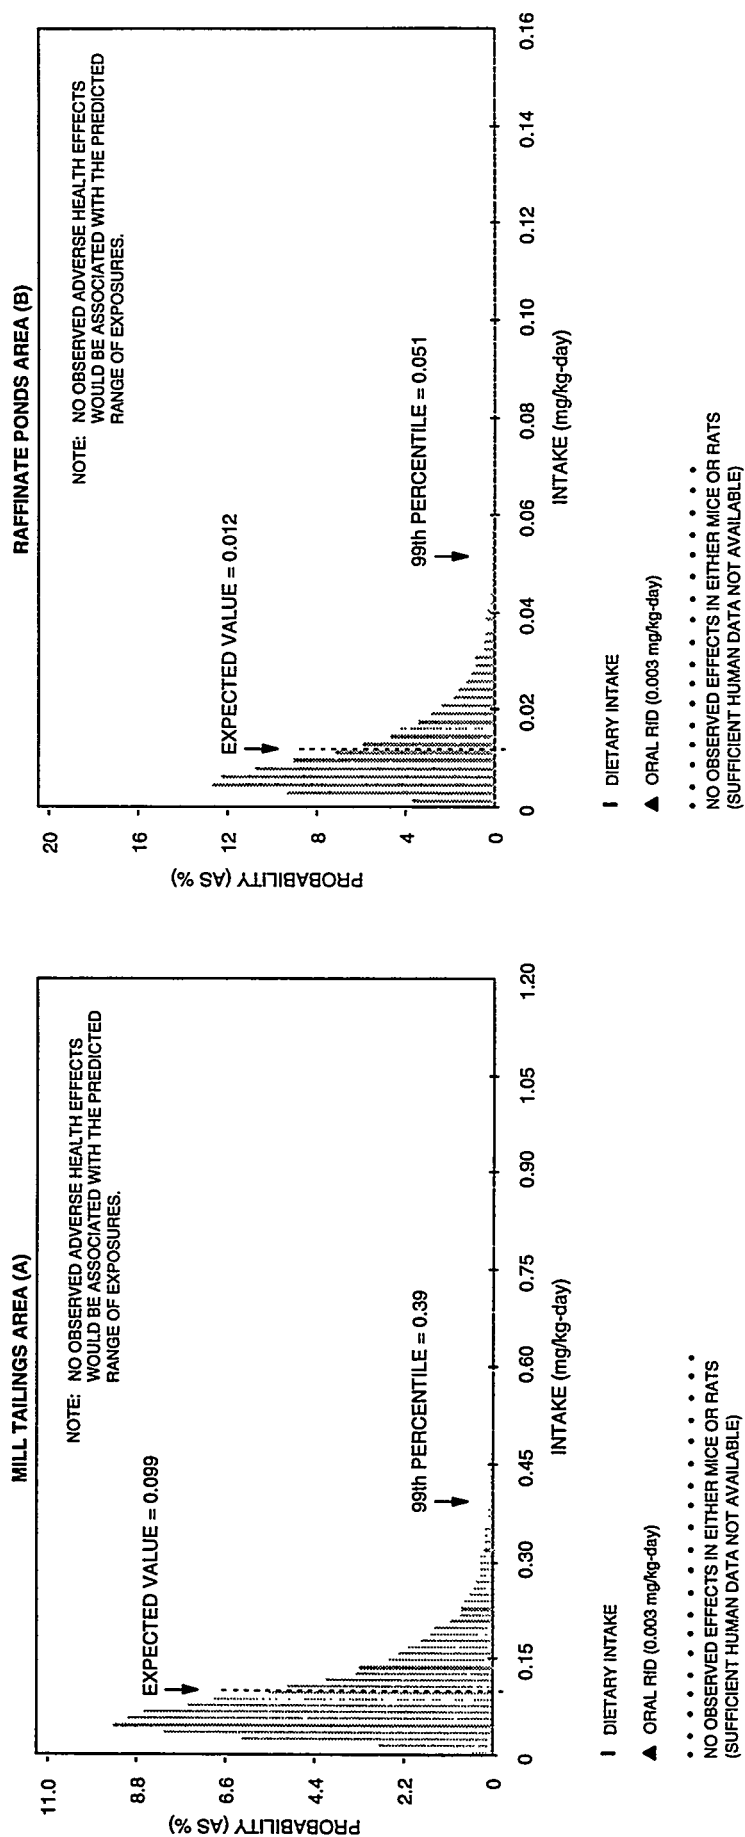 MILL TAILINGS AREA (A)
NOTE: NO OBSERVED ADVERSE HEALTH EFFECTS
WOULD BE ASSOCIATED WITH THE PREDICTED
RANGE OF EXPOSURES.
EXPECTED VALUE = 0.099
99th PERCENTILE = 0.39
PROBABILITY (AS %)
11.0
8.8
6.6
4.4
2.2
0
0 0.15 0.30 0.45 0.60 0.75 0.90 1.05 1.20
INTAKE (mg/kg-day)
DIETARY INTAKE
ORAL RID (0.003 mg/kg-day)
NO OBSERVED EFFECTS IN EITHER MICE OR RATS
(SUFFICIENT HUMAN DATA NOT AVAILABLE)
RAFFINATE PONDS AREA (B)
NOTE: NO OBSERVED ADVERSE HEALTH EFFECTS
WOULD BE ASSOCIATED WITH THE PREDICTED
RANGE OF EXPOSURES.
EXPECTED VALUE = 0.012
99th PERCENTILE = 0.051
PROBABILITY (AS %)
20
16
12
8
4
0
0 0.02 0.04 0.06 0.08 0.10 0.12 0.14 0.16
INTAKE (mg/kg-day)
DIETARY INTAKE
ORAL RID (0.003 mg/kg-day)
NO OBSERVED EFFECTS IN EITHER MICE OR RATS
(SUFFICIENT HUMAN DATA NOT AVAILABLE)